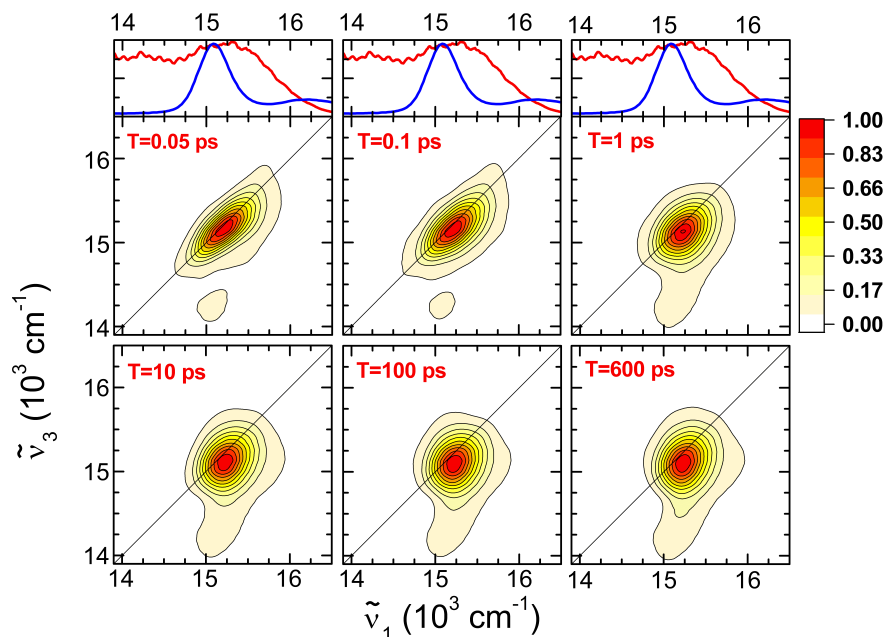 14 15 16 14 15 16 14 15 16
T=0.05 ps T=0.1 ps T=1 ps
16
15
14
1.00
0.83
0.66
0.50
0.33
0.17
0.00
T=10 ps T=100 ps T=600 ps
16
15
14
14 15 16 14 15 16 14 15 16
ṽ₃ (10³ cm⁻¹)
ṽ₁ (10³ cm⁻¹)